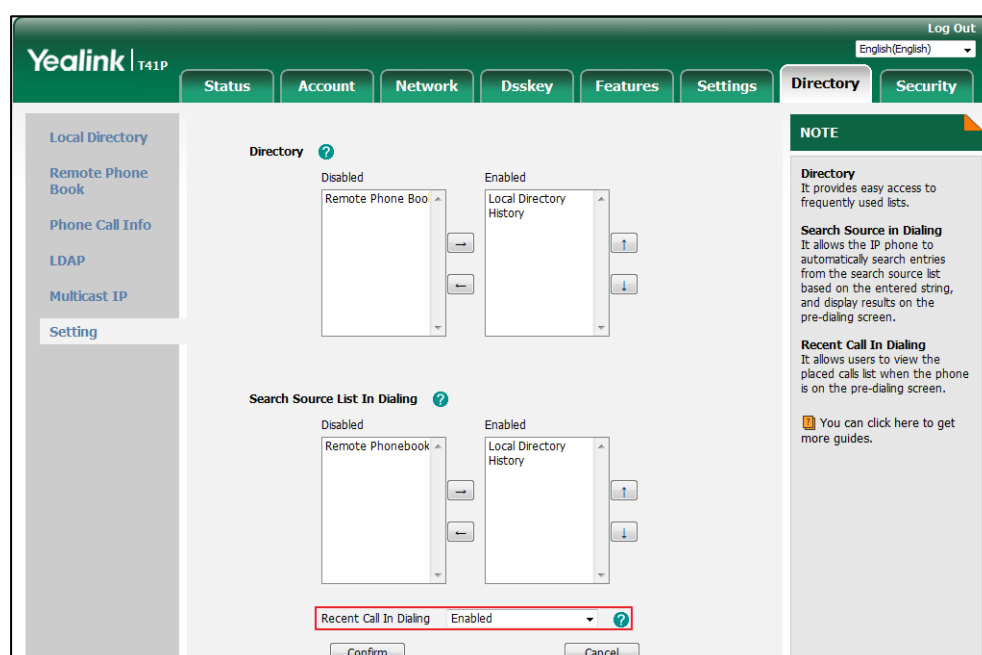 Log Out
Yealink T41P
English(English)
Status Account Network Dsskey Features Settings Directory Security
Local Directory
Remote Phone
Book
Phone Call Info
LDAP
Multicast IP
Setting
Directory ?
Disabled Enabled
Remote Phone Boo
Local Directory
History
→
←
↑
↓
Search Source List In Dialing ?
Disabled Enabled
Remote Phonebook
Local Directory
History
→
←
↑
↓
Recent Call In Dialing Enabled ?
Confirm Cancel
NOTE
Directory
It provides easy access to
frequently used lists.
Search Source in Dialing
It allows the IP phone to
automatically search entries
from the search source list
based on the entered string,
and display results on the
pre-dialing screen.
Recent Call In Dialing
It allows users to view the
placed calls list when the phone
is on the pre-dialing screen.
? You can click here to get
more guides.